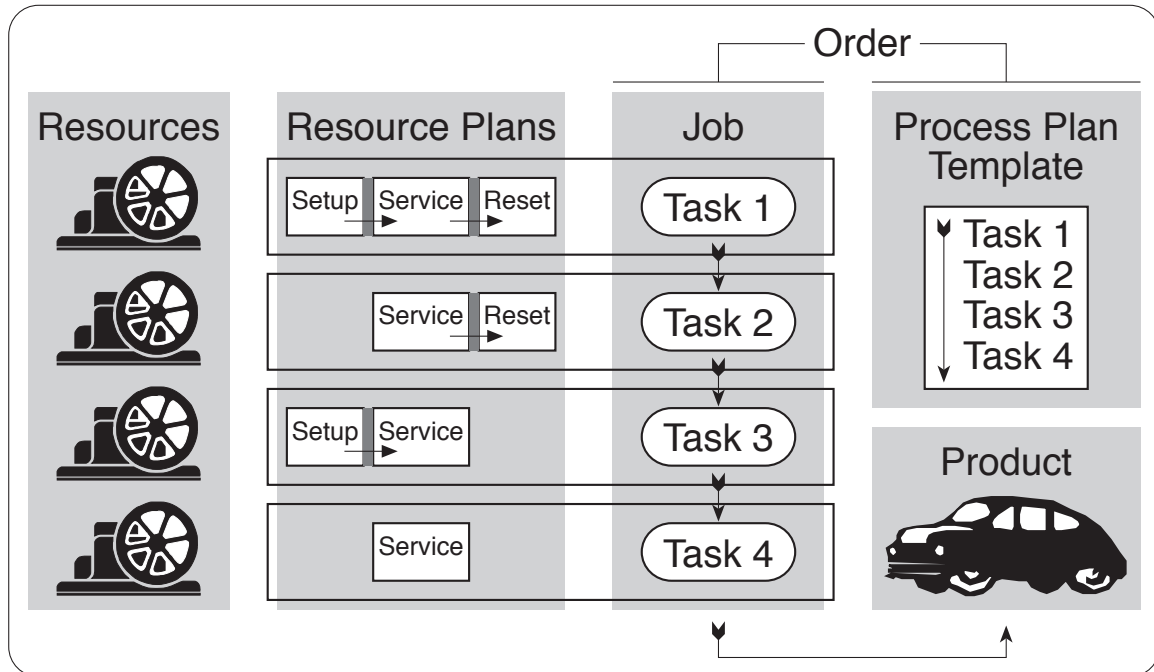 Order
Resources
Resource Plans
Job
Process Plan
Template
Setup Service Reset
Task 1
Service Reset
Task 2
Setup Service
Task 3
Service
Task 4
Task 1
Task 2
Task 3
Task 4
Product